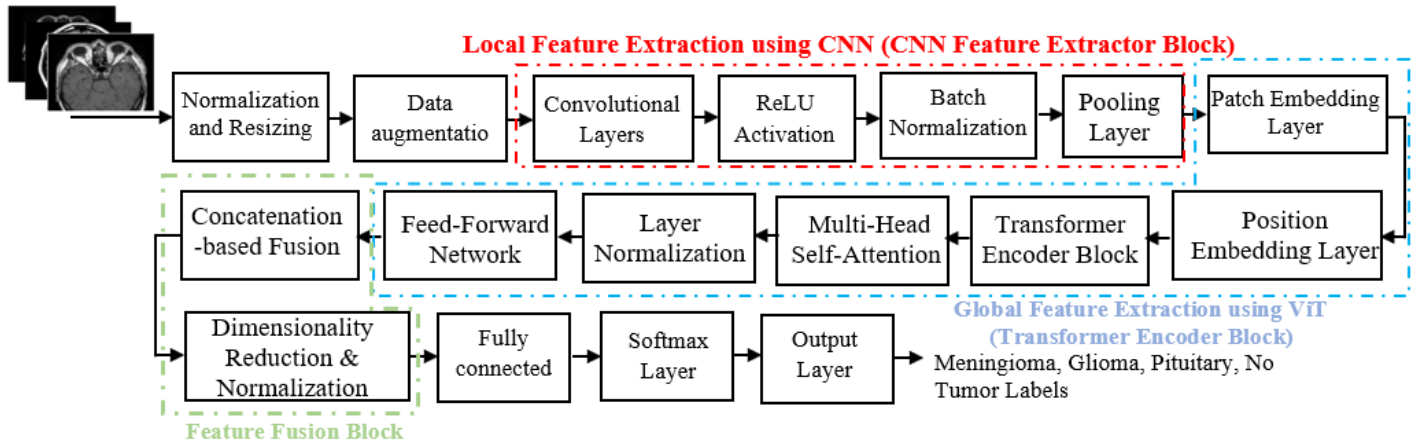 Local Feature Extraction using CNN (CNN Feature Extractor Block)
Normalization
and Resizing
Data
augmentatio
Convolutional
Layers
ReLU
Activation
Batch
Normalization
Pooling
Layer
Patch Embedding
Layer
Position
Embedding Layer
Transformer
Encoder Block
Multi-Head
Self-Attention
Layer
Normalization
Feed-Forward
Network
Concatenation
-based Fusion
Global Feature Extraction using ViT
(Transformer Encoder Block)
Dimensionality
Reduction &
Normalization
Fully
connected
Softmax
Layer
Output
Layer
Meningioma, Glioma, Pituitary, No
Tumor Labels
Feature Fusion Block